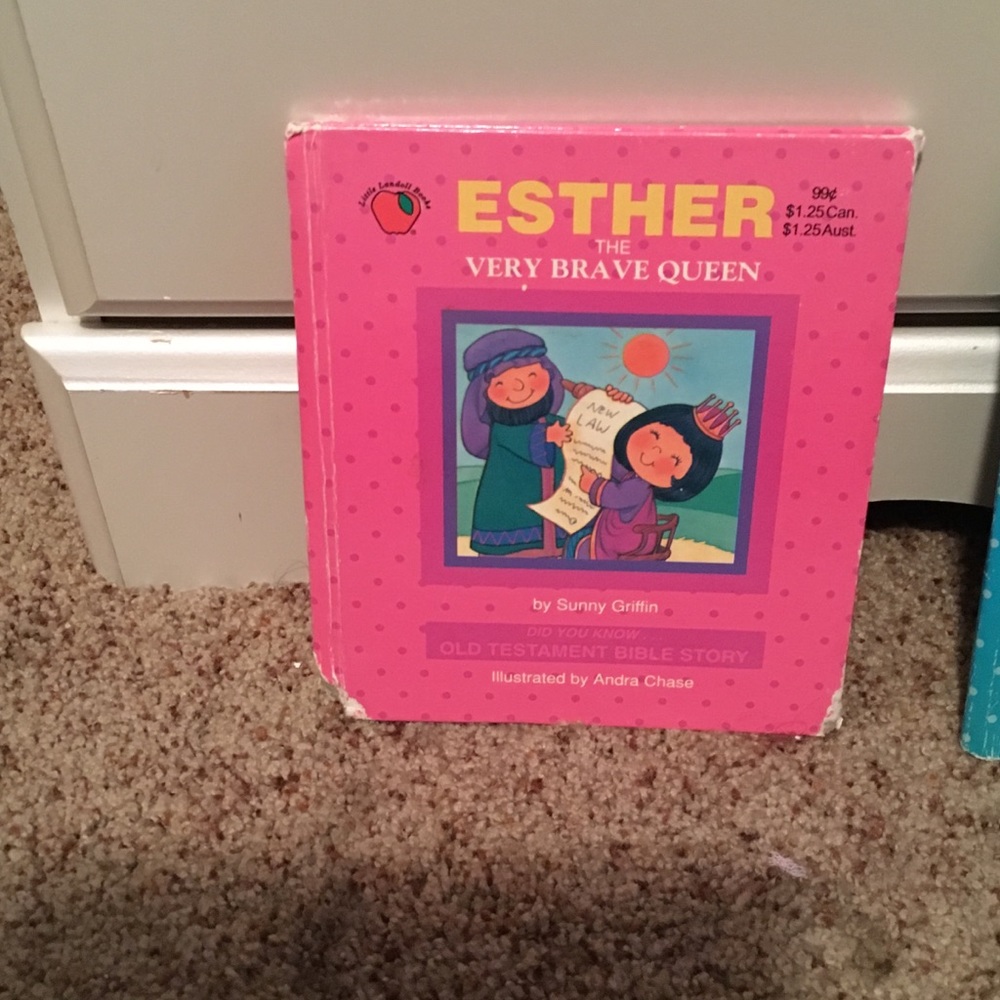 Little Landoll Books
ESTHER
99¢
$1.25 Can.
$1.25 Aust.
THE
VERY BRAVE QUEEN
NEW
LAW
by Sunny Griffin
DID YOU KNOW . . .
OLD TESTAMENT BIBLE STORY
Illustrated by Andra Chase